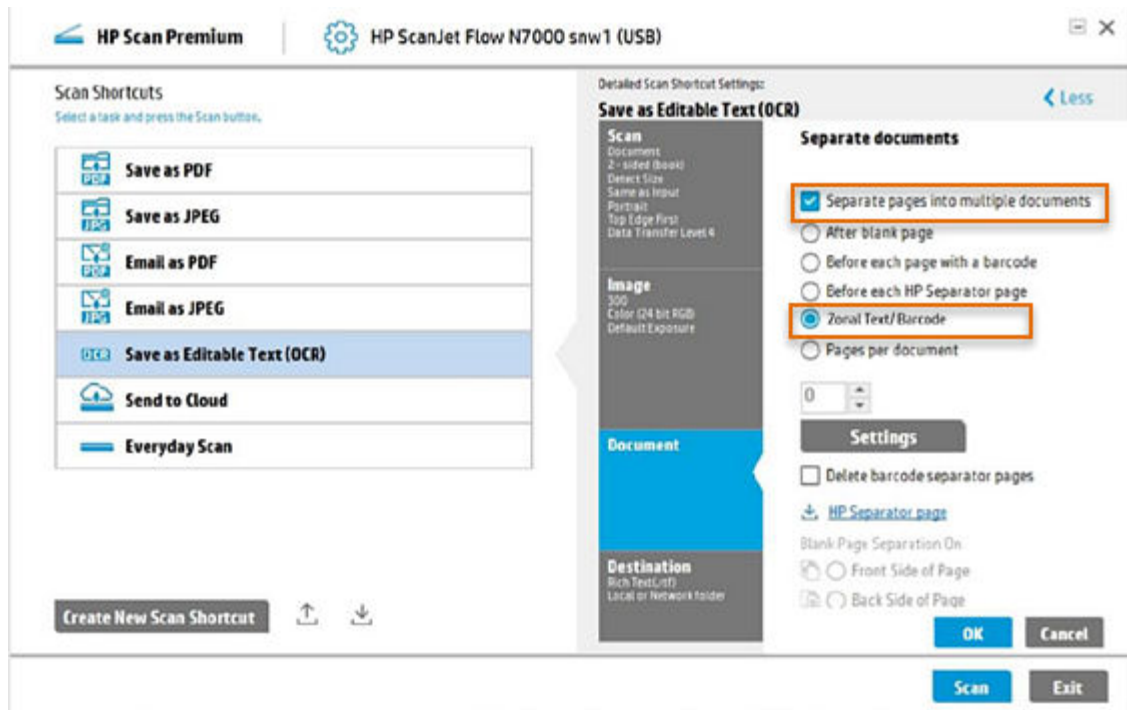 HP Scan Premium
HP ScanJet Flow N7000 snw1 (USB)
Scan Shortcuts
Select a task and press the Scan button.
PDF
Save as PDF
JPG
Save as JPEG
PDF
Email as PDF
JPG
Email as JPEG
OCR
Save as Editable Text (OCR)
Send to Cloud
Everyday Scan
Create New Scan Shortcut
Detailed Scan Shortcut Settings:
Save as Editable Text (OCR)
Less
Scan
Document
2 - sided (book)
Detect Size
Same as Input
Portrait
Top Edge First
Data Transfer Level 4
Image
300
Color (24 bit RGB)
Default Exposure
Document
Destination
Rich Text(.rtf)
Local or Network folder
Separate documents
Separate pages into multiple documents
After blank page
Before each page with a barcode
Before each HP Separator page
Zonal Text/Barcode
Pages per document
0
Settings
Delete barcode separator pages
HP Separator page
Blank Page Separation On
Front Side of Page
Back Side of Page
OK
Cancel
Scan
Exit